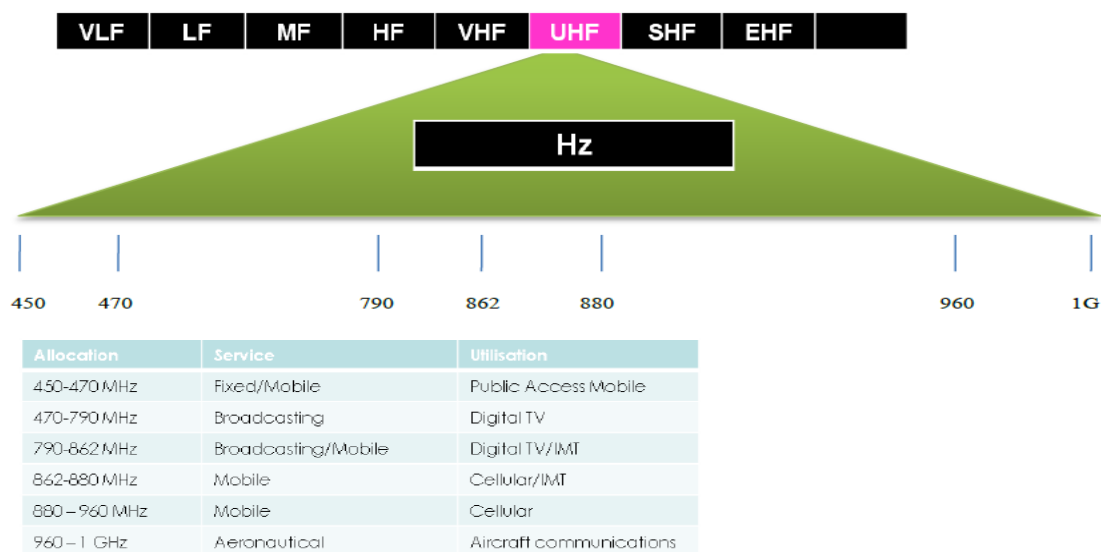 VLF LF MF HF VHF UHF SHF EHF
Hz
450 470 790 862 880 960 1G
Allocation Service Utilisation
450-470 MHz Fixed/Mobile Public Access Mobile
470-790 MHz Broadcasting Digital TV
790-862 MHz Broadcasting/Mobile Digital TV/IMT
862-880 MHz Mobile Cellular/IMT
880 – 960 MHz Mobile Cellular
960 – 1 GHz Aeronautical Aircraft communications